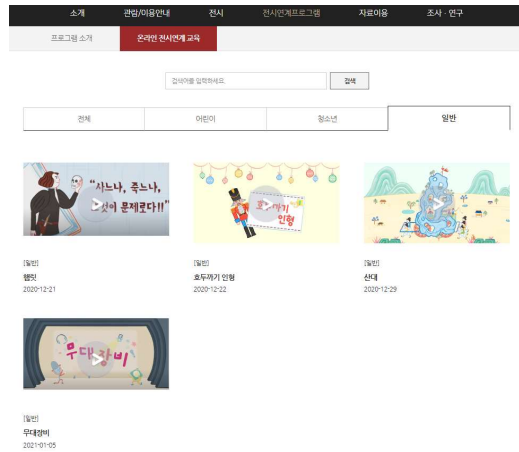 소개 관람/이용안내 전시 전시연계프로그램 자료이용 조사 · 연구
프로그램 소개 온라인 전시연계 교육
검색어를 입력하세요. 검색
전체 어린이 청소년 일반
"사느냐, 죽느냐,
그것이 문제로다!!"
호두까기
인형
[일반] [일반] [일반]
햄릿 호두까기 인형 산대
2020-12-21 2020-12-22 2020-12-29
무대장비
[일반]
무대장비
2021-01-05